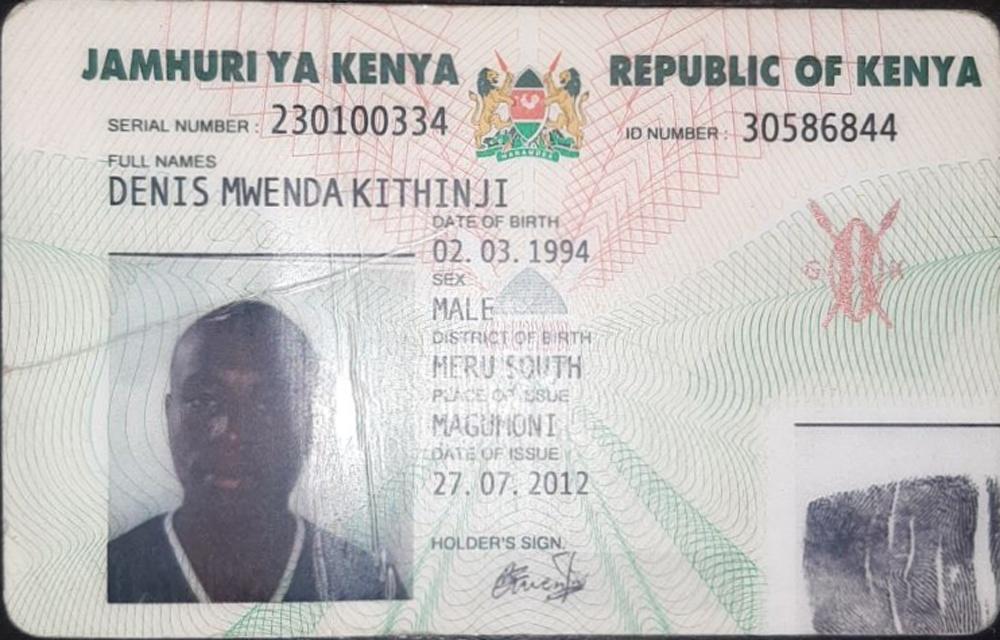 JAMHURI YA KENYA REPUBLIC OF KENYA
SERIAL NUMBER : 230100334 ID NUMBER : 30586844
FULL NAMES
DENIS MWENDA KITHINJI
DATE OF BIRTH
02. 03. 1994
SEX
MALE
DISTRICT OF BIRTH
MERU SOUTH
PLACE OF ISSUE
MAGUMONI
DATE OF ISSUE
27. 07. 2012
HOLDER'S SIGN.
HARAMBEE
G K